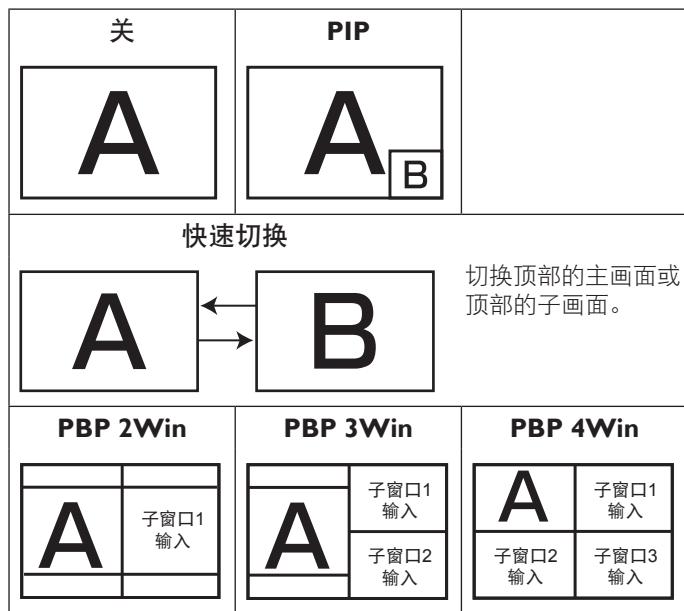 关
PIP
A
A
B
快速切换
A
B
切换顶部的主画面或
顶部的子画面。
PBP 2Win
PBP 3Win
PBP 4Win
A
子窗口1
输入
A
子窗口1
输入
子窗口2
输入
A
子窗口1
输入
子窗口2
输入
子窗口3
输入